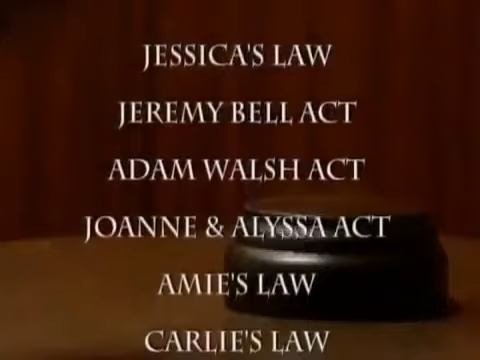 JESSICA'S LAW
JEREMY BELL ACT
ADAM WALSH ACT
JOANNE & ALYSSA ACT
AMIE'S LAW
CARLIE'S LAW